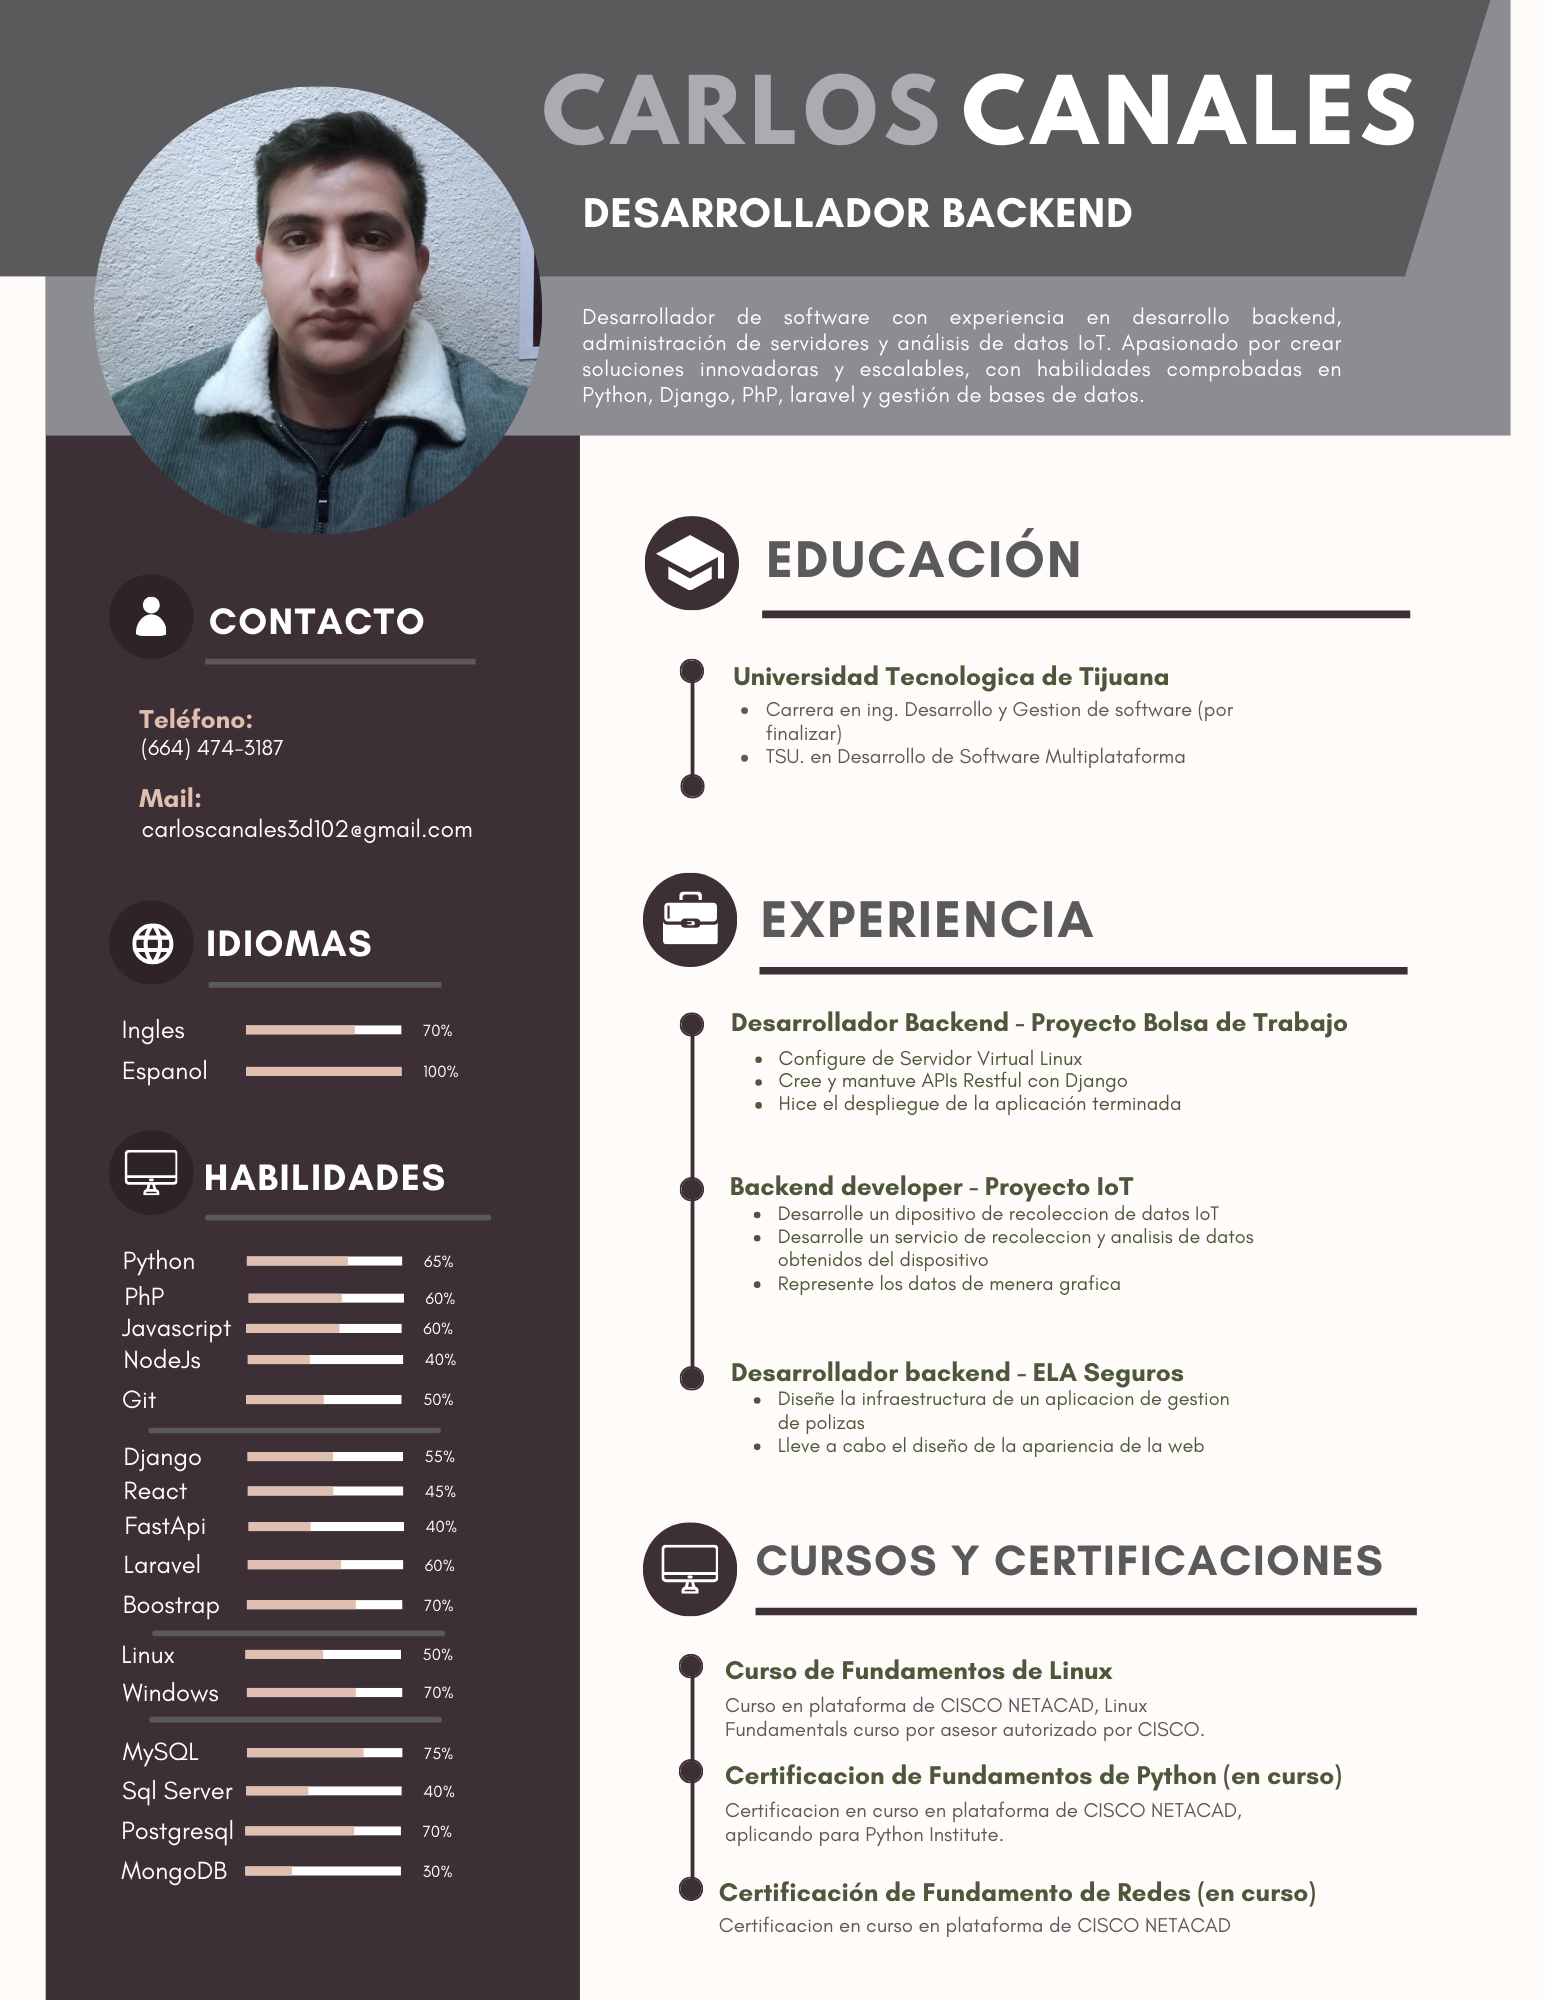 CARLOS CANALES
DESARROLLADOR BACKEND
Desarrollador de software con experiencia en desarrollo backend,
administración de servidores y análisis de datos IoT. Apasionado por crear
soluciones innovadoras y escalables, con habilidades comprobadas en
Python, Django, PhP, laravel y gestión de bases de datos.
CONTACTO
Teléfono:
(664) 474-3187
Mail:
carloscanales3d102@gmail.com
IDIOMAS
Ingles 70%
Espanol 100%
HABILIDADES
Python 65%
PhP 60%
Javascript 60%
NodeJs 40%
Git 50%
Django 55%
React 45%
FastApi 40%
Laravel 60%
Boostrap 70%
Linux 50%
Windows 70%
MySQL 75%
Sql Server 40%
Postgresql 70%
MongoDB 30%
EDUCACIÓN
Universidad Tecnologica de Tijuana
• Carrera en ing. Desarrollo y Gestion de software (por
finalizar)
• TSU. en Desarrollo de Software Multiplataforma
EXPERIENCIA
Desarrollador Backend - Proyecto Bolsa de Trabajo
• Configure de Servidor Virtual Linux
• Cree y mantuve APIs Restful con Django
• Hice el despliegue de la aplicación terminada
Backend developer - Proyecto IoT
• Desarrolle un dipositivo de recoleccion de datos IoT
• Desarrolle un servicio de recoleccion y analisis de datos
obtenidos del dispositivo
• Represente los datos de menera grafica
Desarrollador backend - ELA Seguros
• Diseñe la infraestructura de un aplicacion de gestion
de polizas
• Lleve a cabo el diseño de la apariencia de la web
CURSOS Y CERTIFICACIONES
Curso de Fundamentos de Linux
Curso en plataforma de CISCO NETACAD, Linux
Fundamentals curso por asesor autorizado por CISCO.
Certificacion de Fundamentos de Python (en curso)
Certificacion en curso en plataforma de CISCO NETACAD,
aplicando para Python Institute.
Certificación de Fundamento de Redes (en curso)
Certificacion en curso en plataforma de CISCO NETACAD